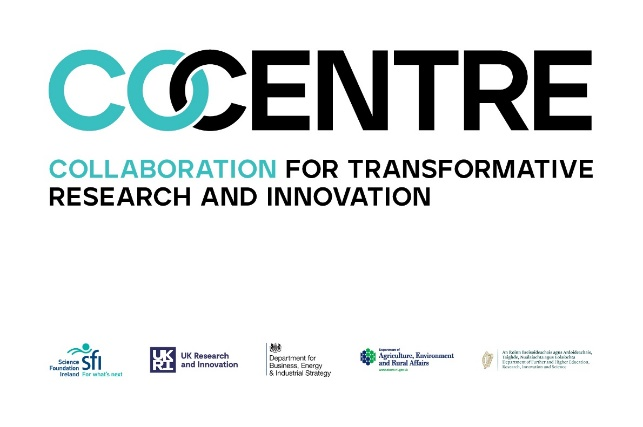 COCENTRE
COLLABORATION FOR TRANSFORMATIVE
RESEARCH AND INNOVATION
Science
Foundation
Ireland
sfi
For what's next
UK
RI
UK Research
and Innovation
Department for
Business, Energy
& Industrial Strategy
Department of
Agriculture, Environment
and Rural Affairs
An Roinn Breisoideachais agus Ardoideachais,
Taighde, Nuálaíochta agus Eolaíochta
Department of Further and Higher Education,
Research, Innovation and Science